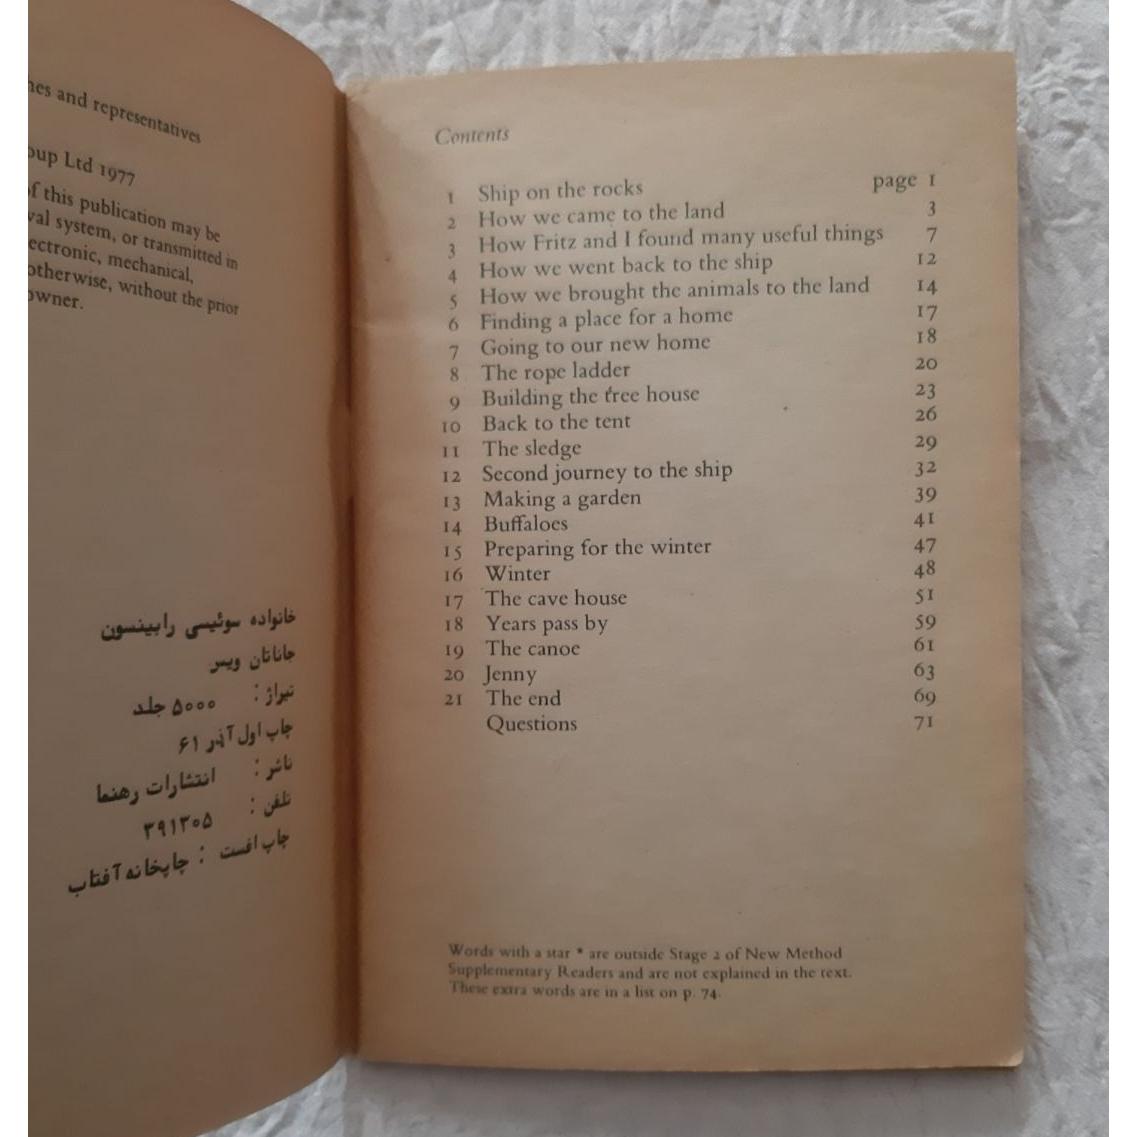 and representatives
Ltd 1977
of this publication may be
system, or transmitted in
electronic, mechanical,
otherwise, without the prior
owner.
خانواده سوئیسی رابینسون
جاناتان ویس
تیراژ : ۵۰۰۰ جلد
چاپ اول آذر ۶۱
ناشر : انتشارات رهنما
تلفن : ۳۹۱۳۰۵
چاپ افست : چاپخانه آفتاب
Contents
page 1
1 Ship on the rocks
2 How we came to the land 3
3 How Fritz and I found many useful things 7
4 How we went back to the ship 12
5 How we brought the animals to the land 14
6 Finding a place for a home 17
7 Going to our new home 18
8 The rope ladder 20
9 Building the tree house 23
10 Back to the tent 26
11 The sledge 29
12 Second journey to the ship 32
13 Making a garden 39
14 Buffaloes 41
15 Preparing for the winter 47
16 Winter 48
17 The cave house 51
18 Years pass by 59
19 The canoe 61
20 Jenny 63
21 The end 69
Questions 71
Words with a star * are outside Stage 2 of New Method
Supplementary Readers and are not explained in the text.
These extra words are in a list on p. 74.